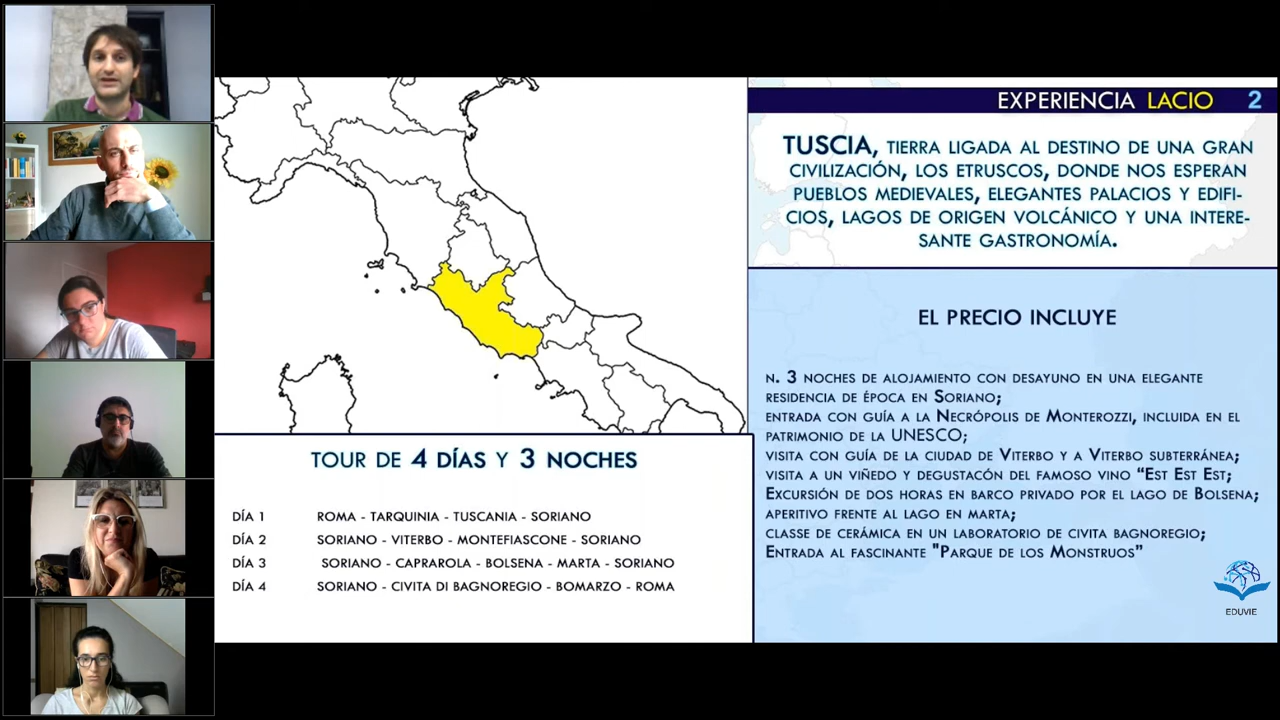 EXPERIENCIA LACIO 2
TUSCIA, TIERRA LIGADA AL DESTINO DE UNA GRAN
CIVILIZACIÓN, LOS ETRUSCOS, DONDE NOS ESPERAN
PUEBLOS MEDIEVALES, ELEGANTES PALACIOS Y EDIFI-
CIOS, LAGOS DE ORIGEN VOLCÁNICO Y UNA INTERE-
SANTE GASTRONOMÍA.
TOUR DE 4 DÍAS Y 3 NOCHES
DÍA 1 ROMA - TARQUINIA - TUSCANIA - SORIANO
DÍA 2 SORIANO - VITERBO - MONTEFIASCONE - SORIANO
DÍA 3 SORIANO - CAPRAROLA - BOLSENA - MARTA - SORIANO
DÍA 4 SORIANO - CIVITA DI BAGNOREGIO - BOMARZO - ROMA
EL PRECIO INCLUYE
N. 3 NOCHES DE ALOJAMIENTO CON DESAYUNO EN UNA ELEGANTE
RESIDENCIA DE ÉPOCA EN SORIANO;
ENTRADA CON GUÍA A LA NECRÓPOLIS DE MONTEROZZI, INCLUIDA EN EL
PATRIMONIO DE LA UNESCO;
VISITA CON GUÍA DE LA CIUDAD DE VITERBO Y A VITERBO SUBTERRÁNEA;
VISITA A UN VIÑEDO Y DEGUSTACÓN DEL FAMOSO VINO "EST EST EST;
EXCURSIÓN DE DOS HORAS EN BARCO PRIVADO POR EL LAGO DE BOLSENA;
APERITIVO FRENTE AL LAGO EN MARTA;
CLASSE DE CERÁMICA EN UN LABORATORIO DE CIVITA BAGNOREGIO;
ENTRADA AL FASCINANTE "PARQUE DE LOS MONSTRUOS"
EDUVIE